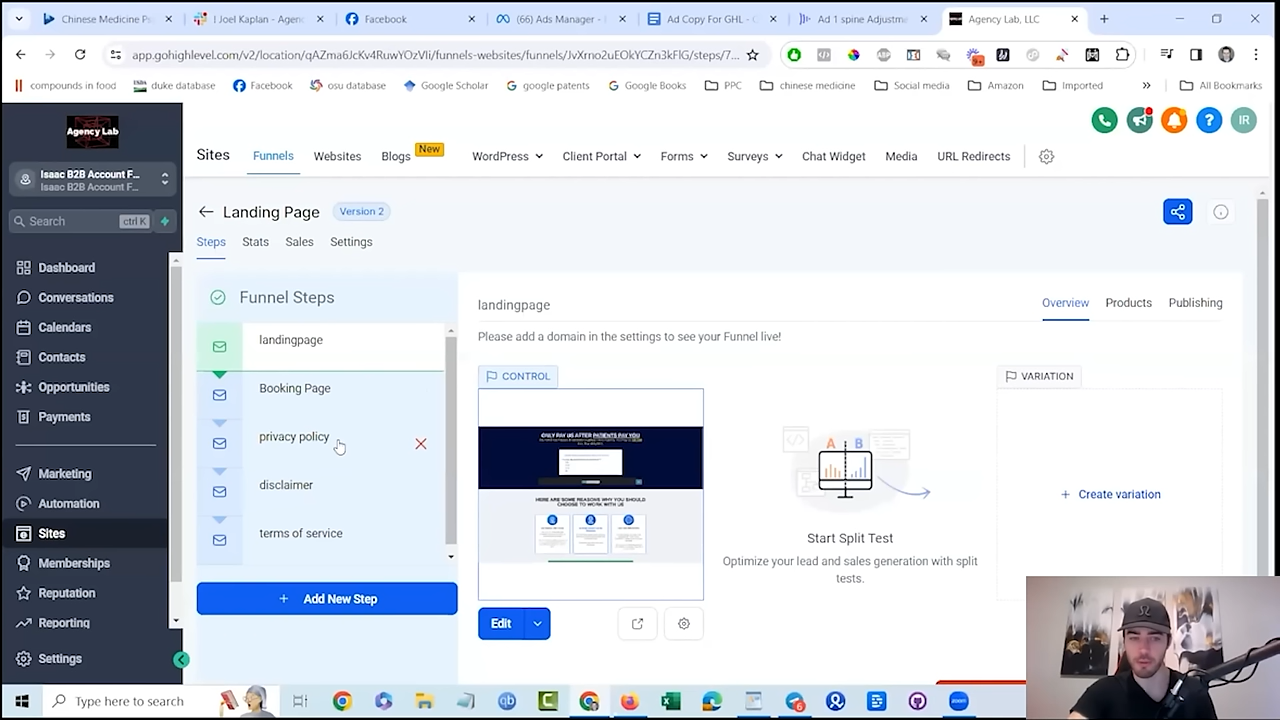 Chinese Medicine Ps
! Joel Kaplan - Agenc
Facebook
(66) Ads Manager -
Ad Copy For GHL -
Ad 1 spine Adjustme
Agency Lab, LLC
app.gohighlevel.com/v2/location/qAZma6JcKv4RuwYOzVI/funnels-websites/funnels/JvXrno2uEOkYCZn3kFlG/steps/7...
compounds in food
duke database
Facebook
osu database
Google Scholar
google patents
Google Books
PPC
chinese medicine
Social media
Amazon
Imported
All Bookmarks
Agency Lab
Isaac B2B Account F...
Isaac B2B Account F...
Search
ctrl K
Dashboard
Conversations
Calendars
Contacts
Opportunities
Payments
Marketing
Automation
Sites
Memberships
Reputation
Reporting
Settings
IR
Sites
Funnels
Websites
Blogs
New
WordPress
Client Portal
Forms
Surveys
Chat Widget
Media
URL Redirects
Landing Page
Version 2
Steps
Stats
Sales
Settings
Funnel Steps
landingpage
Booking Page
privacy policy
disclaimer
terms of service
+ Add New Step
landingpage
Overview
Products
Publishing
Please add a domain in the settings to see your Funnel live!
CONTROL
ONLY PAY US AFTER PATIENTS PAY YOU
HERE ARE SOME REASONS WHY YOU SHOULD
CHOOSE TO WORK WITH US
Edit
A B
Start Split Test
Optimize your lead and sales generation with split
tests.
VARIATION
+ Create variation
Type here to search